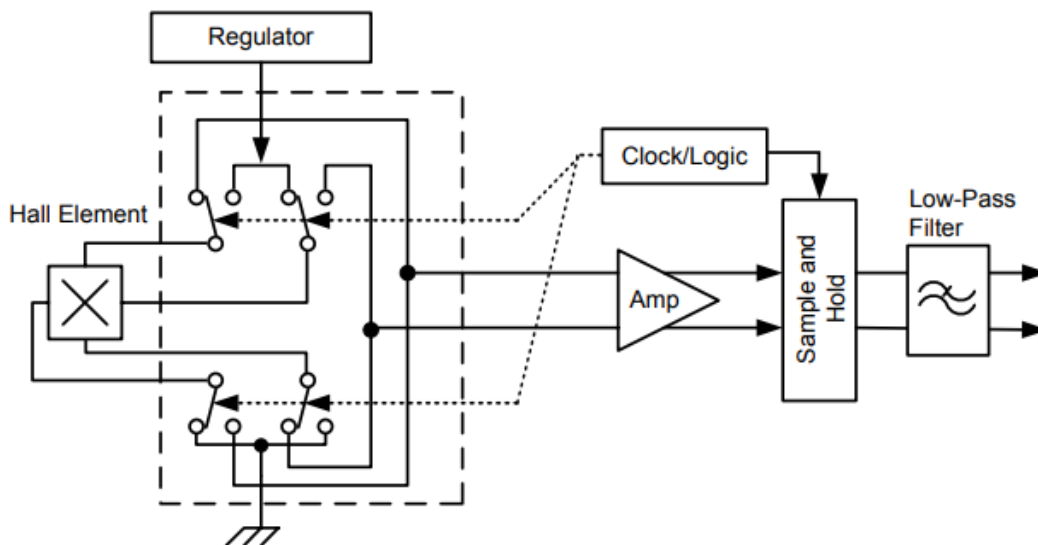 Regulator
Clock/Logic
Hall Element
Low-Pass
Filter
Amp
Sample and
Hold